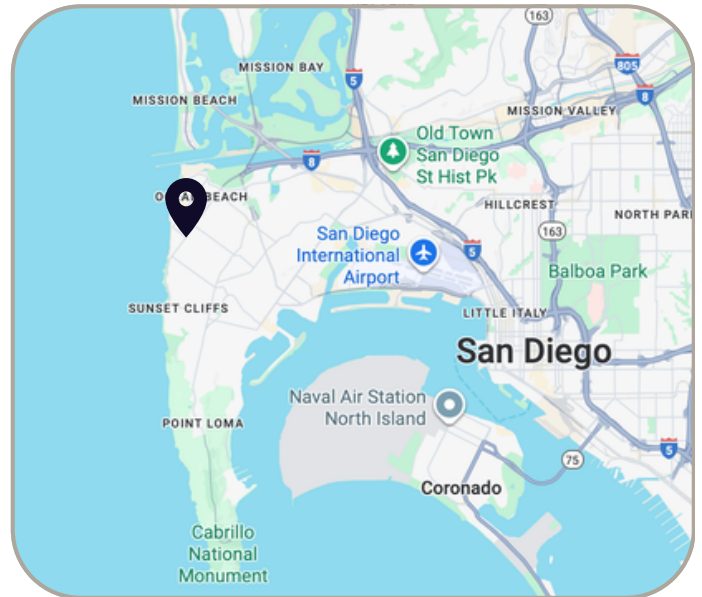 163
MISSION BAY
5
805
MISSION BEACH
8
MISSION VALLEY
Old Town
San Diego
St Hist Pk
8
BEACH
HILLCREST
NORTH
163
San Diego
International
Airport
5
Balboa Park
SUNSET CLIFFS
LITTLE ITALY
San Diego
Naval Air Station
North Island
POINT LOMA
75
5
Coronado
Cabrillo
National
Monument